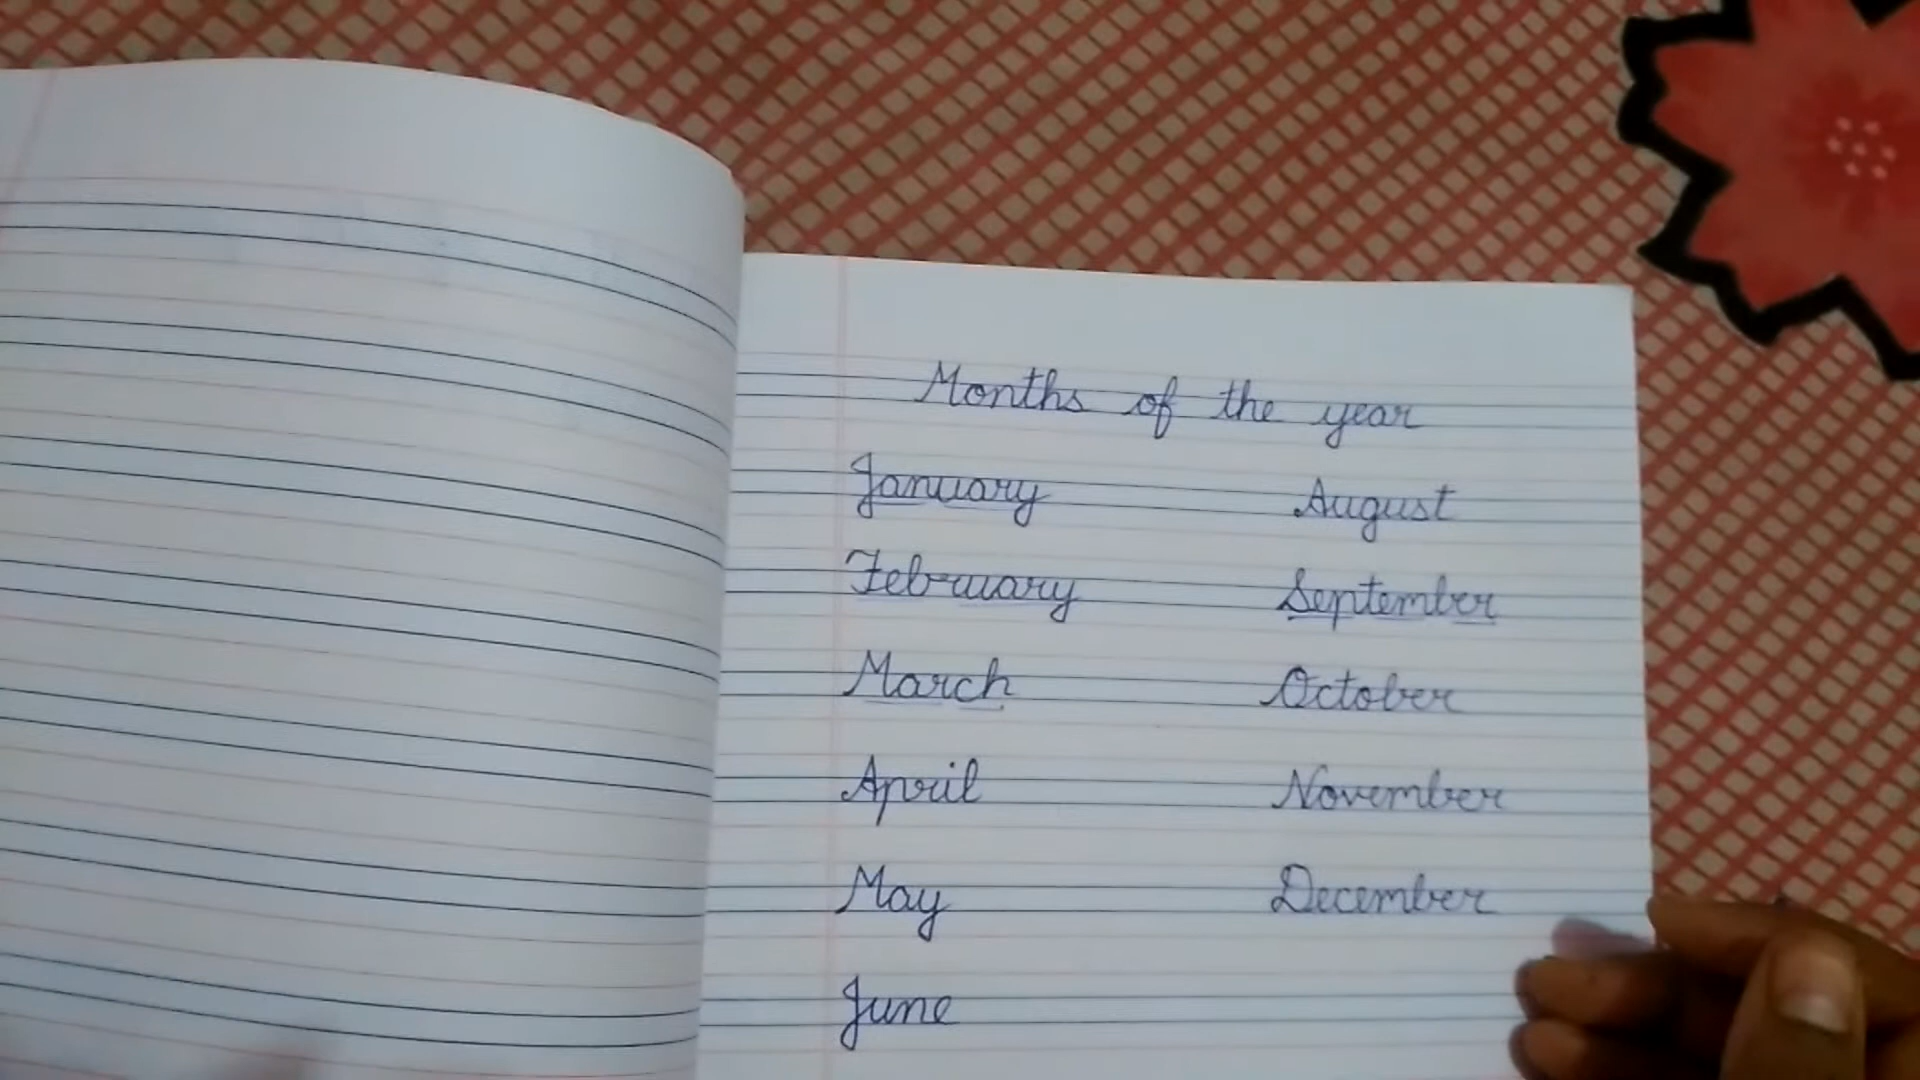 Months of the year
January August
February September
March October
April November
May December
June